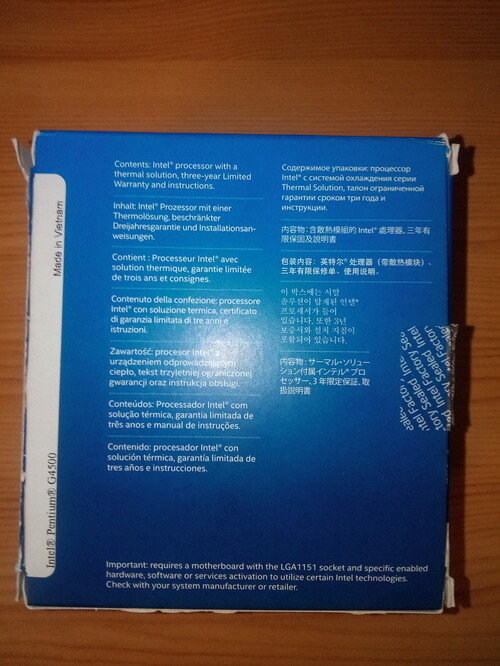 Contents: Intel® processor with a
thermal solution, three-year Limited
Warranty and instructions.
Inhalt: Intel® Prozessor mit einer
Thermolösung, beschränkter
Dreijahresgarantie und Installationsan-
weisungen.
Contient : Processeur Intel® avec
solution thermique, garantie limitée
de trois ans et consignes.
Contenuto della confezione: processore
Intel® con soluzione termica, certificato
di garanzia limitata di tre anni e
istruzioni.
Zawartość: procesor Intel® z
urządzeniem odprowadzającym
ciepło, tekst trzyletniej ograniczonej
gwarancji oraz instrukcja obsługi.
Conteúdos: Processador Intel® com
solução térmica, garantia limitada de
três anos e manual de instruções.
Contenido: procesador Intel® con
solución térmica, garantía limitada de
tres años e instrucciones.
Содержимое упаковки: процессор
Intel® с системой охлаждения серии
Thermal Solution, талон ограниченной
гарантии сроком три года и
инструкции.
內容物: 含散熱模組的 Intel® 處理器、三年有
限保固及說明書
包装内容: 英特尔® 处理器（带散热模块）、
三年有限保修单、使用说明。
이 박스에는 서말
솔루션이 탑재된 인텔®
프로세서가 들어
있습니다. 또한 3년
보증서와 설치 지침이
포함되어 있습니다.
内容物: サーマル・ソリュー
ション付属インテル® プロ
セッサー、3 年限定保証、取
扱説明書
Made in Vietnam
Intel® Pentium® G4500
Important: requires a motherboard with the LGA1151 socket and specific enabled
hardware, software or services activation to utilize certain Intel technologies.
Check with your system manufacturer or retailer.